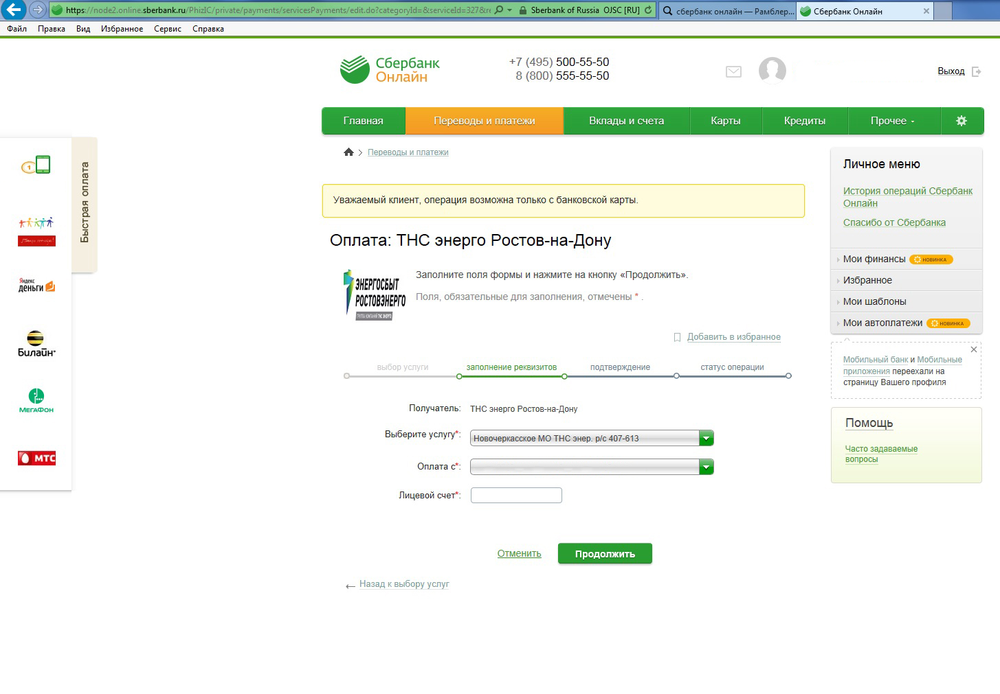 https://node2.online.sberbank.ru/PhizIC/private/payments/servicesPayments/edit.do?categoryId=&serviceId=327&re
Sberbank of Russia OJSC [RU]
сбербанк онлайн — Рамблер...
Сбербанк Онлайн
Файл Правка Вид Избранное Сервис Справка
Сбербанк
Онлайн
+7 (495) 500-55-50
8 (800) 555-55-50
Выход
Главная Переводы и платежи Вклады и счета Карты Кредиты Прочее
Переводы и платежи
Быстрая оплата
1
Яндекс
деньги
Билайн
МегаФон
МТС
Уважаемый клиент, операция возможна только с банковской карты.
Оплата: ТНС энерго Ростов-на-Дону
ЭНЕРГОСБЫТ
РОСТОВЭНЕРГО
ГРУППА КОМПАНИЙ ТНС ЭНЕРГО
Заполните поля формы и нажмите на кнопку «Продолжить».
Поля, обязательные для заполнения, отмечены * .
Добавить в избранное
выбор услуги заполнение реквизитов подтверждение статус операции
Получатель: ТНС энерго Ростов-на-Дону
Выберите услугу*: Новочеркасское МО ТНС энер. р/с 407-613
Оплата с*:
Лицевой счет*:
Отменить Продолжить
← Назад к выбору услуг
Личное меню
История операций Сбербанк
Онлайн
Спасибо от Сбербанка
Мои финансы НОВИНКА
Избранное
Мои шаблоны
Мои автоплатежи НОВИНКА
Мобильный банк и Мобильные
приложения переехали на
страницу Вашего профиля
Помощь
Часто задаваемые
вопросы